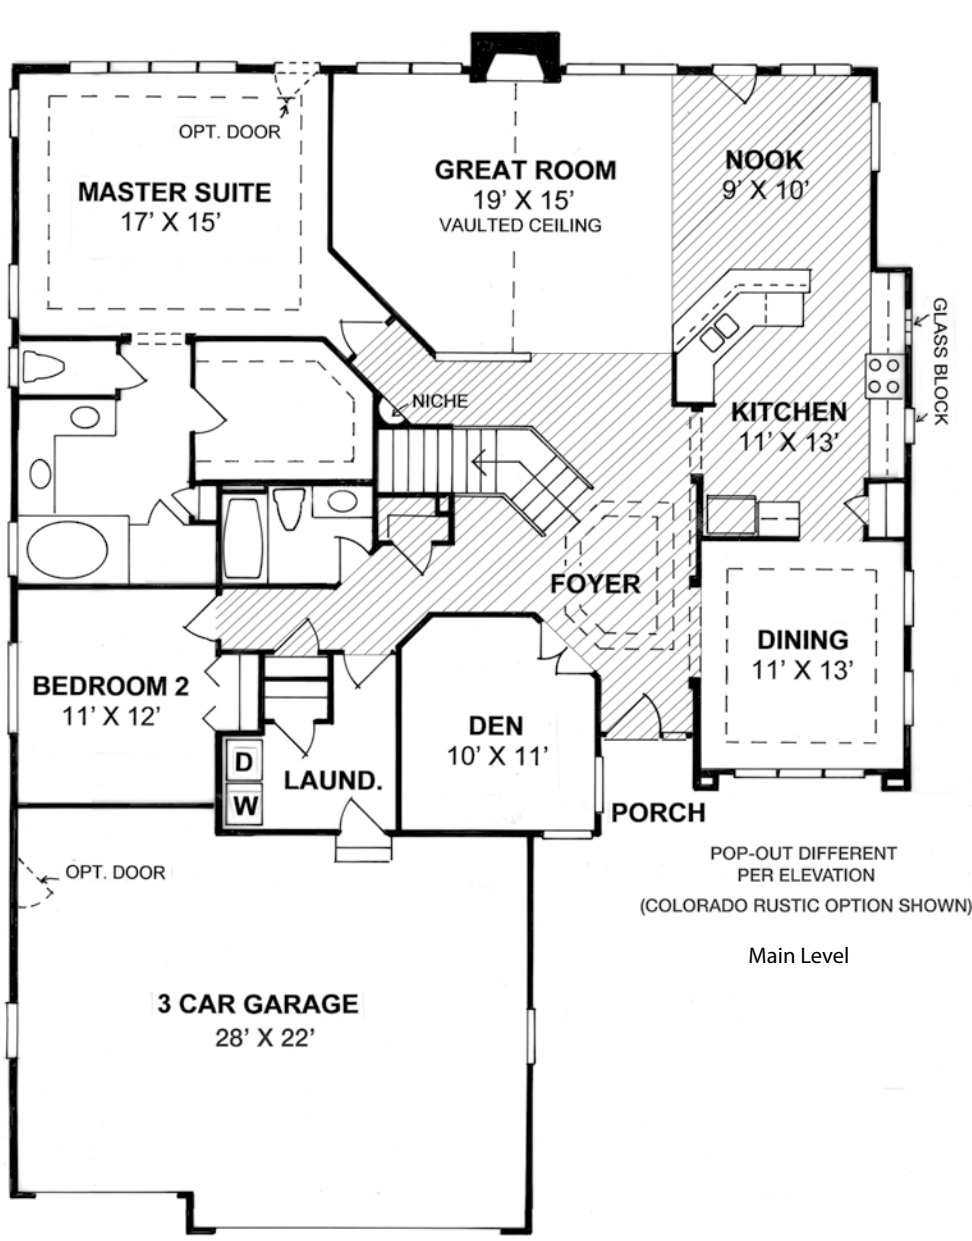 OPT. DOOR
MASTER SUITE
17' X 15'
GREAT ROOM
19' X 15'
VAULTED CEILING
NOOK
9' X 10'
GLASS BLOCK
NICHE
KITCHEN
11' X 13'
FOYER
DINING
11' X 13'
BEDROOM 2
11' X 12'
DEN
10' X 11'
D
W
LAUND.
PORCH
POP-OUT DIFFERENT
PER ELEVATION
(COLORADO RUSTIC OPTION SHOWN)
Main Level
OPT. DOOR
3 CAR GARAGE
28' X 22'